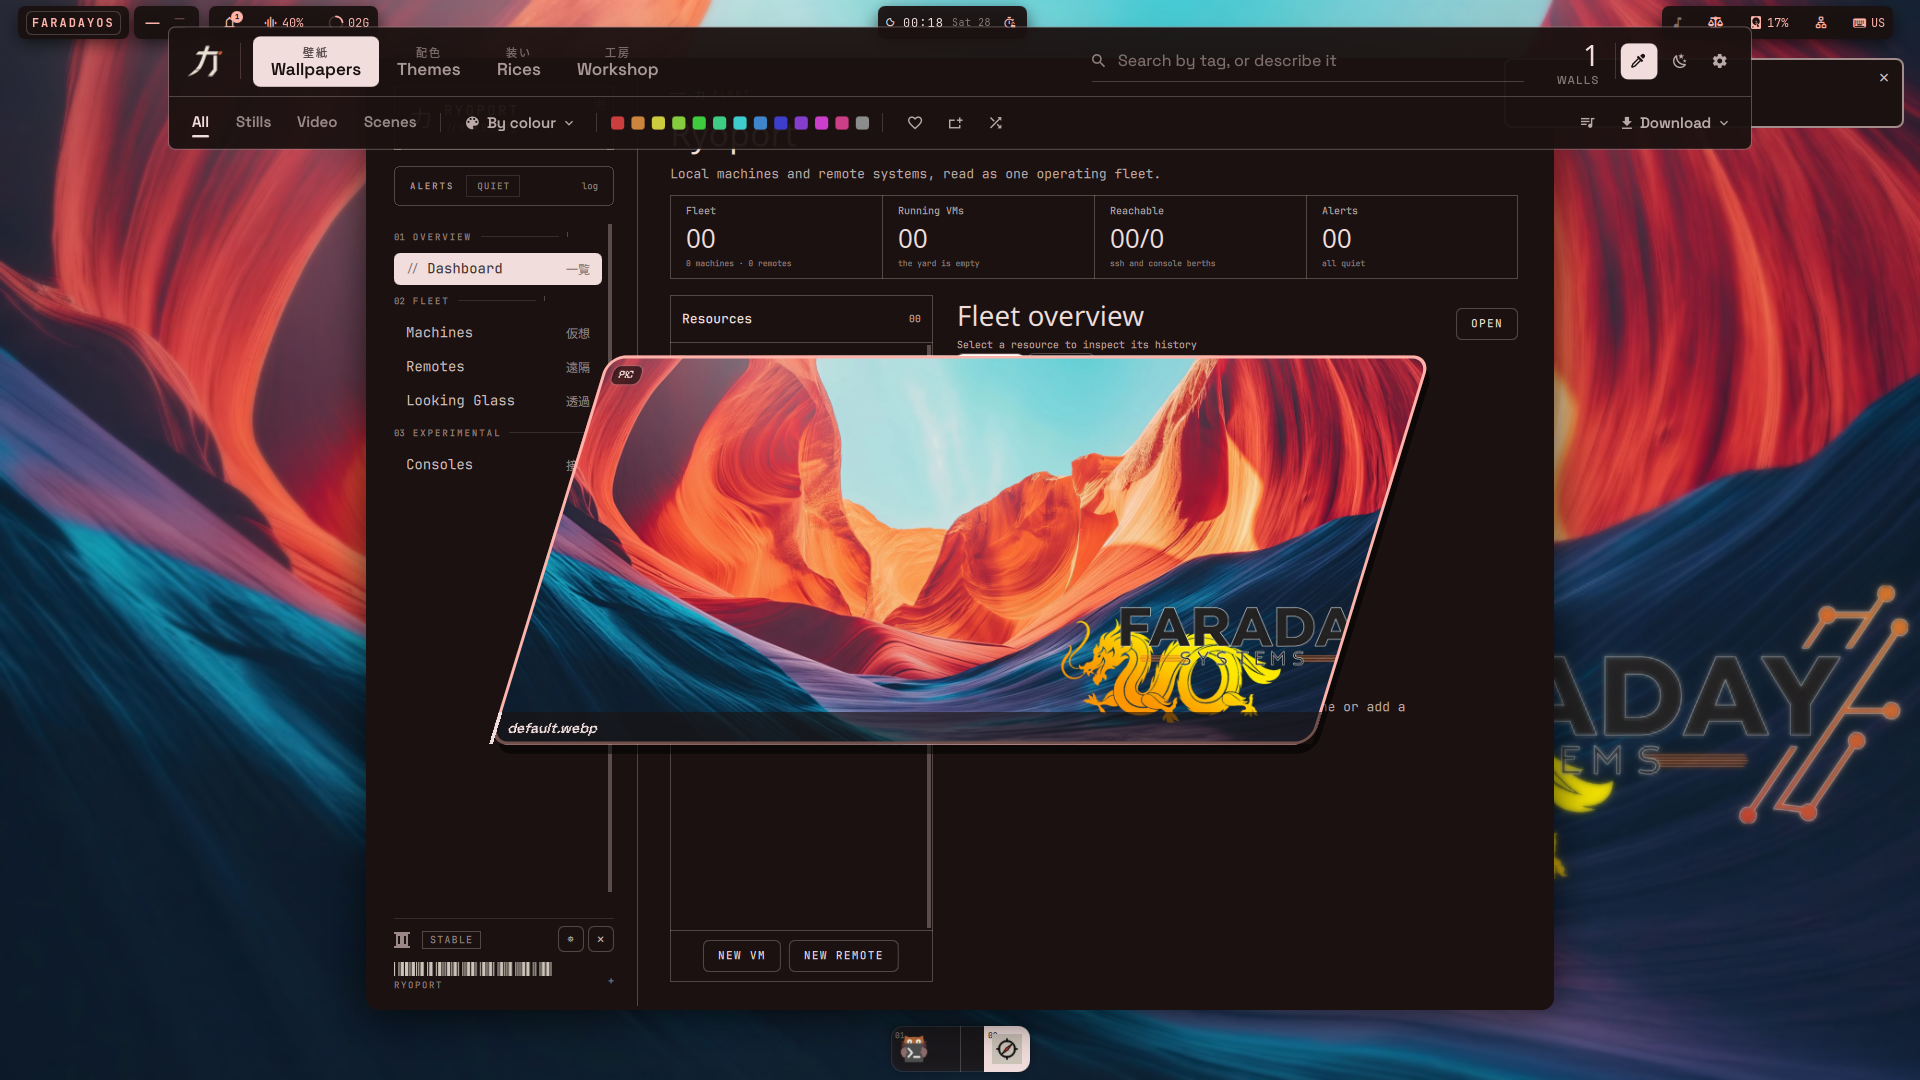 FARADAYOS
1
40%
02G
00:18 Sat 28
17%
US
壁紙
Wallpapers
配色
Themes
装い
Rices
工房
Workshop
Search by tag, or describe it
1
WALLS
All
Stills
Video
Scenes
By colour
Download
Ryoport
Local machines and remote systems, read as one operating fleet.
ALERTS
QUIET
log
01 OVERVIEW
// Dashboard 一覧
02 FLEET
Machines 仮想
Remotes 遠隔
Looking Glass 透過
03 EXPERIMENTAL
Consoles
STABLE
RYOPORT
Fleet
00
0 machines · 0 remotes
Running VMs
00
the yard is empty
Reachable
00/0
ssh and console berths
Alerts
00
all quiet
Resources 00
Fleet overview
Select a resource to inspect its history
OPEN
PIC
FARADA
SYSTEMS
default.webp
e or add a
NEW VM
NEW REMOTE
ADAY
EMS
01